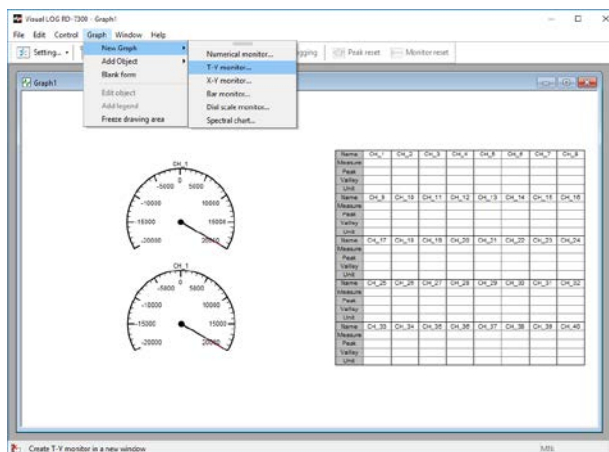 Visual LOG RD-7300 - Graph1
File Edit Control Graph Window Help
Setting... Logging Peak reset Monitor reset
New Graph
Add Object
Blank form
Edit object
Add legend
Freeze drawing area
Numerical monitor...
T-Y monitor...
X-Y monitor...
Bar monitor...
Dial scale monitor...
Spectral chart...
Graph1
CH_1
-5000 0 5000
-10000 10000
-15000 15000
-20000 20000
CH_1
-5000 0 5000
-10000 10000
-15000 15000
-20000 20000
Name CH_1 CH_2 CH_3 CH_4 CH_5 CH_6 CH_7 CH_8
Measure
Peak
Valley
Unit
Name CH_9 CH_10 CH_11 CH_12 CH_13 CH_14 CH_15 CH_16
Measure
Peak
Valley
Unit
Name CH_17 CH_18 CH_19 CH_20 CH_21 CH_22 CH_23 CH_24
Measure
Peak
Valley
Unit
Name CH_25 CH_26 CH_27 CH_28 CH_29 CH_30 CH_31 CH_32
Measure
Peak
Valley
Unit
Name CH_33 CH_34 CH_35 CH_36 CH_37 CH_38 CH_39 CH_40
Measure
Peak
Valley
Unit
Create T-Y monitor in a new window